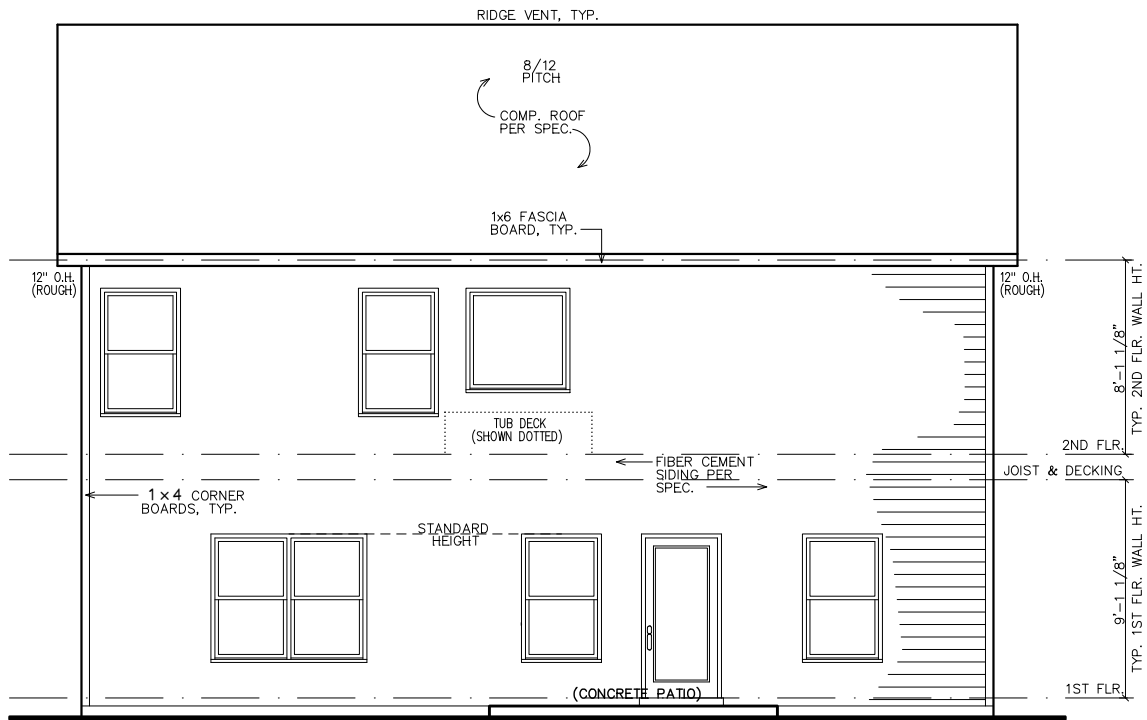 RIDGE VENT, TYP.
8/12
PITCH
COMP. ROOF
PER SPEC.
1x6 FASCIA
BOARD, TYP.
12" O.H.
(ROUGH)
12" O.H.
(ROUGH)
8'-1 1/8"
TYP. 2ND FLR. WALL HT.
TUB DECK
(SHOWN DOTTED)
2ND FLR.
FIBER CEMENT
SIDING PER
SPEC.
JOIST & DECKING
1 x 4 CORNER
BOARDS, TYP.
STANDARD
HEIGHT
9'-1 1/8"
TYP. 1ST FLR. WALL HT.
(CONCRETE PATIO)
1ST FLR.